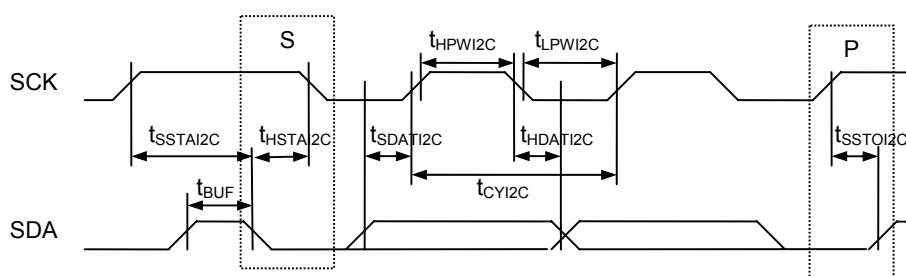 S
P
tHPWI2C
tLPWI2C
SCK
tSSTAI2C
tHSTAI2C
tSDATI2C
tHDATI2C
tSSTOI2C
tBUF
tCYI2C
SDA